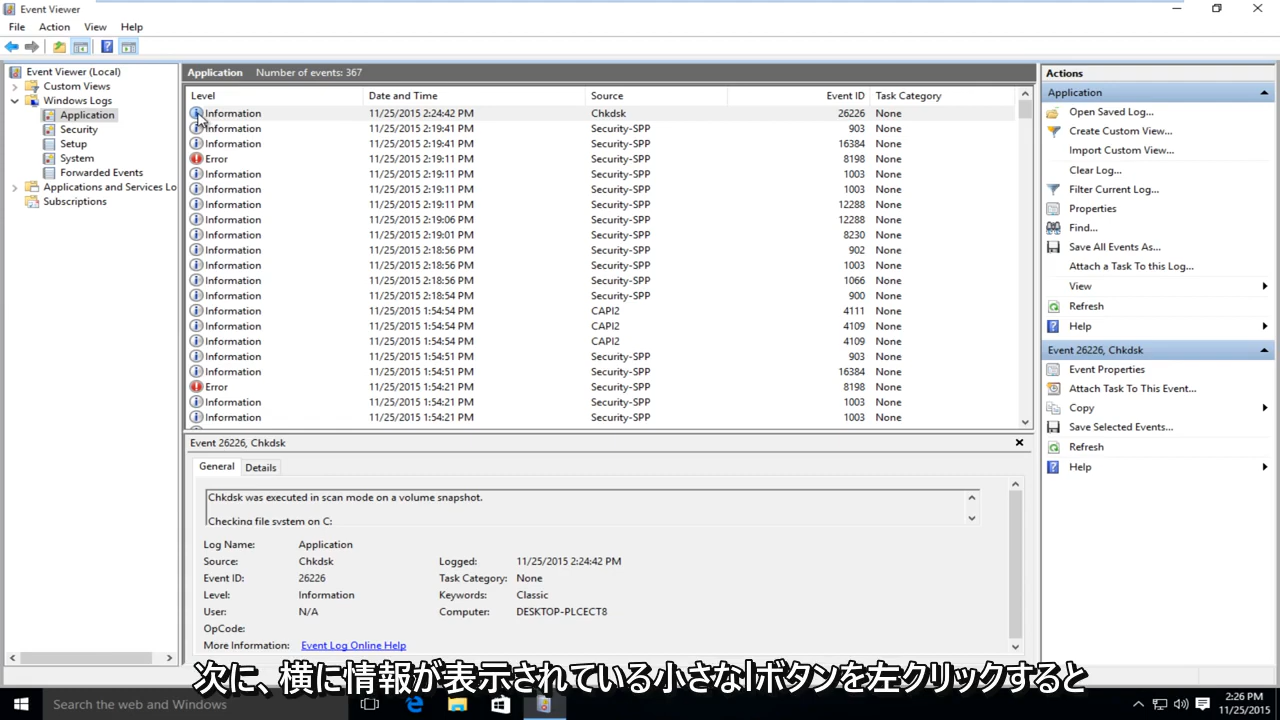 Event Viewer
File Action View Help
Event Viewer (Local)
Custom Views
Windows Logs
Application
Security
Setup
System
Forwarded Events
Applications and Services Lo
Subscriptions
Application Number of events: 367
Level Date and Time Source Event ID Task Category
Information 11/25/2015 2:24:42 PM Chkdsk 26226 None
Information 11/25/2015 2:19:41 PM Security-SPP 903 None
Information 11/25/2015 2:19:41 PM Security-SPP 16384 None
Error 11/25/2015 2:19:11 PM Security-SPP 8198 None
Information 11/25/2015 2:19:11 PM Security-SPP 1003 None
Information 11/25/2015 2:19:11 PM Security-SPP 1003 None
Information 11/25/2015 2:19:11 PM Security-SPP 12288 None
Information 11/25/2015 2:19:06 PM Security-SPP 12288 None
Information 11/25/2015 2:19:01 PM Security-SPP 8230 None
Information 11/25/2015 2:18:56 PM Security-SPP 902 None
Information 11/25/2015 2:18:56 PM Security-SPP 1003 None
Information 11/25/2015 2:18:56 PM Security-SPP 1066 None
Information 11/25/2015 2:18:54 PM Security-SPP 900 None
Information 11/25/2015 1:54:54 PM CAPI2 4111 None
Information 11/25/2015 1:54:54 PM CAPI2 4109 None
Information 11/25/2015 1:54:54 PM CAPI2 4109 None
Information 11/25/2015 1:54:51 PM Security-SPP 903 None
Information 11/25/2015 1:54:51 PM Security-SPP 16384 None
Error 11/25/2015 1:54:21 PM Security-SPP 8198 None
Information 11/25/2015 1:54:21 PM Security-SPP 1003 None
Information 11/25/2015 1:54:21 PM Security-SPP 1003 None
Event 26226, Chkdsk
General Details
Chkdsk was executed in scan mode on a volume snapshot.
Checking file system on C:
Log Name: Application
Source: Chkdsk Logged: 11/25/2015 2:24:42 PM
Event ID: 26226 Task Category: None
Level: Information Keywords: Classic
User: N/A Computer: DESKTOP-PLCECT8
OpCode:
More Information: Event Log Online Help
Actions
Application
Open Saved Log...
Create Custom View...
Import Custom View...
Clear Log...
Filter Current Log...
Properties
Find...
Save All Events As...
Attach a Task To this Log...
View
Refresh
Help
Event 26226, Chkdsk
Event Properties
Attach Task To This Event...
Copy
Save Selected Events...
Refresh
Help
次に、横に情報が表示されている小さなIボタンを左クリックすると
Search the web and Windows
2:26 PM
11/25/2015